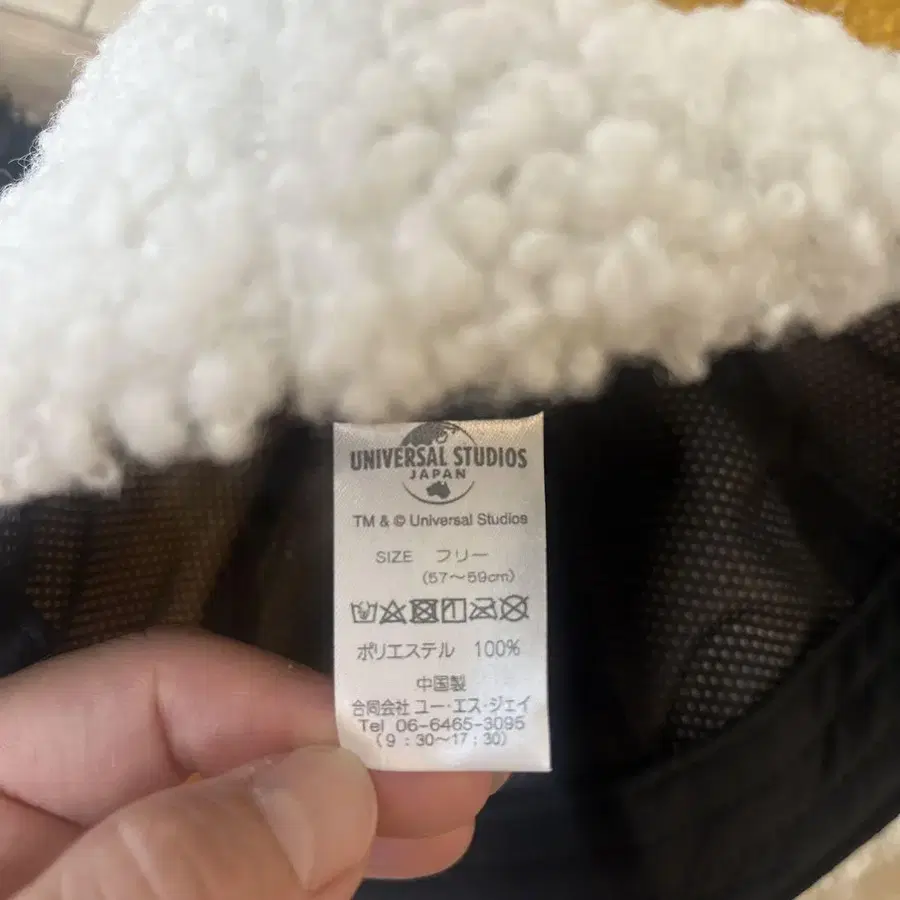 UNIVERSAL STUDIOS
JAPAN
TM & © Universal Studios
SIZE フリー
(57～59cm)
ポリエステル 100%
中国製
合同会社 ユー・エス・ジェイ
Tel 06-6465-3095
(9：30～17：30)